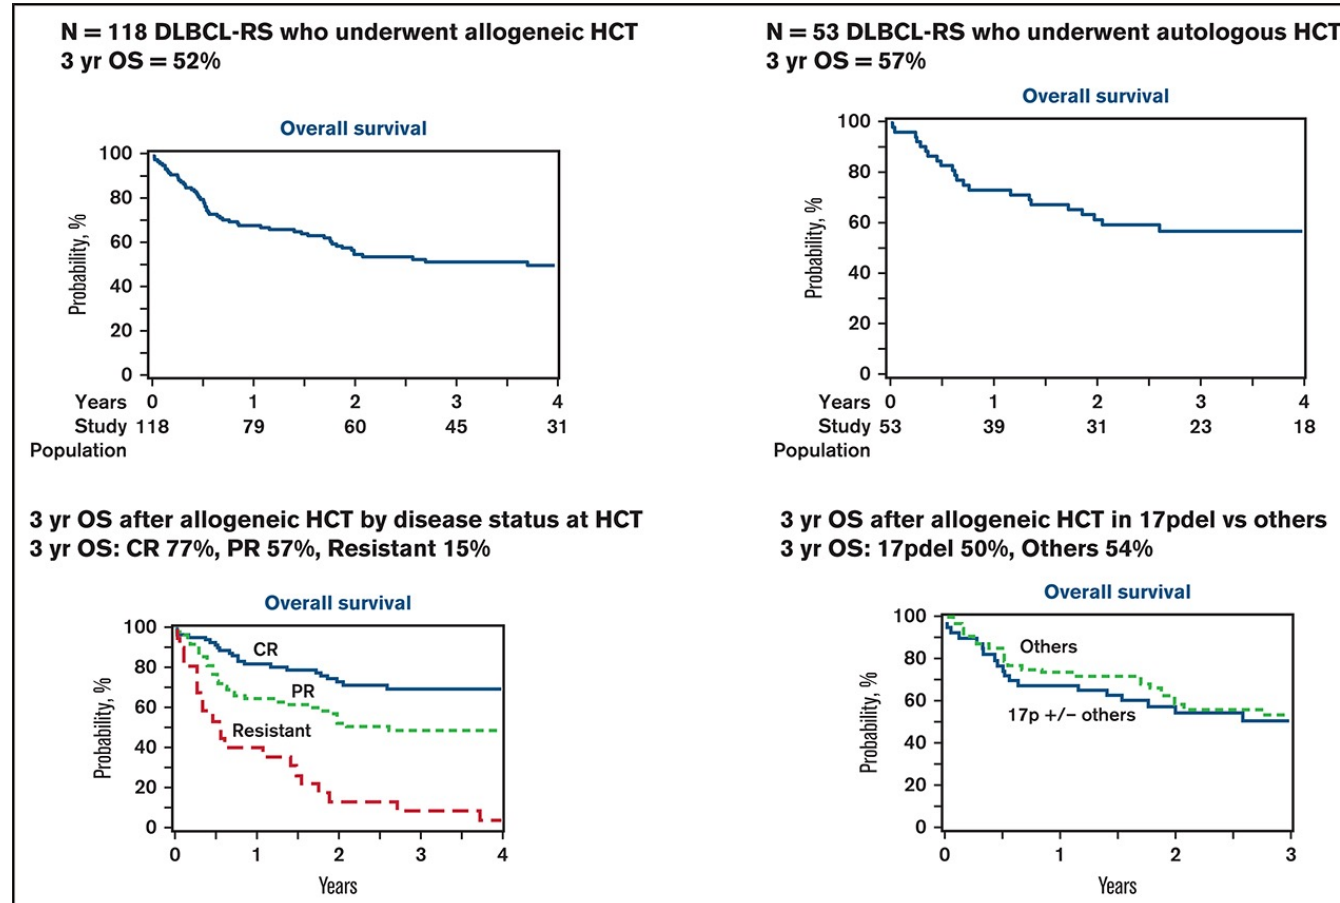 N = 118 DLBCL-RS who underwent allogeneic HCT
3 yr OS = 52%
Overall survival
Probability, %
100
80
60
40
20
0
Years 0 1 2 3 4
Study 118 79 60 45 31
Population
N = 53 DLBCL-RS who underwent autologous HCT
3 yr OS = 57%
Overall survival
Probability, %
100
80
60
40
20
0
Years 0 1 2 3 4
Study 53 39 31 23 18
Population
3 yr OS after allogeneic HCT by disease status at HCT
3 yr OS: CR 77%, PR 57%, Resistant 15%
Overall survival
Probability, %
100
80
60
40
20
0
CR
PR
Resistant
0 1 2 3 4
Years
3 yr OS after allogeneic HCT in 17pdel vs others
3 yr OS: 17pdel 50%, Others 54%
Overall survival
Probability, %
100
80
60
40
20
0
Others
17p +/– others
0 1 2 3
Years